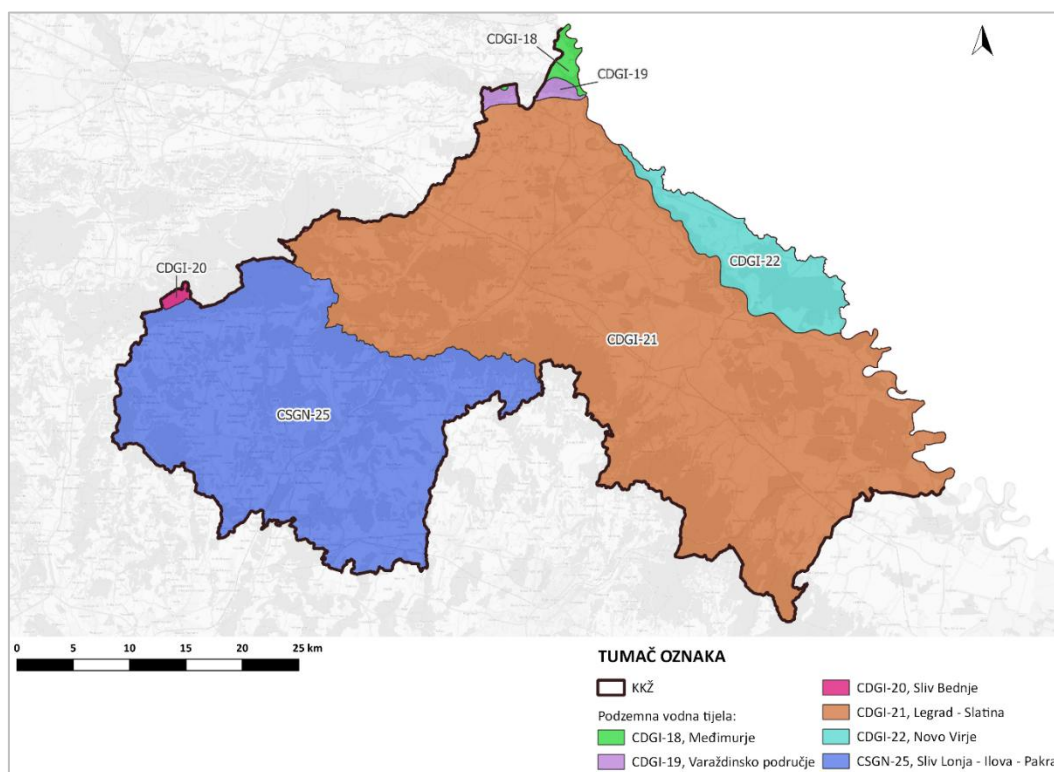 CDGI-18
CDGI-19
CDGI-20
CDGI-22
CDGI-21
CSGN-25
0 5 10 15 20 25 km
TUMAČ OZNAKA
KKŽ
Podzemna vodna tijela:
CDGI-18, Međimurje
CDGI-19, Varaždinsko područje
CDGI-20, Sliv Bednje
CDGI-21, Legrad - Slatina
CDGI-22, Novo Virje
CSGN-25, Sliv Lonja - Ilova - Pakra